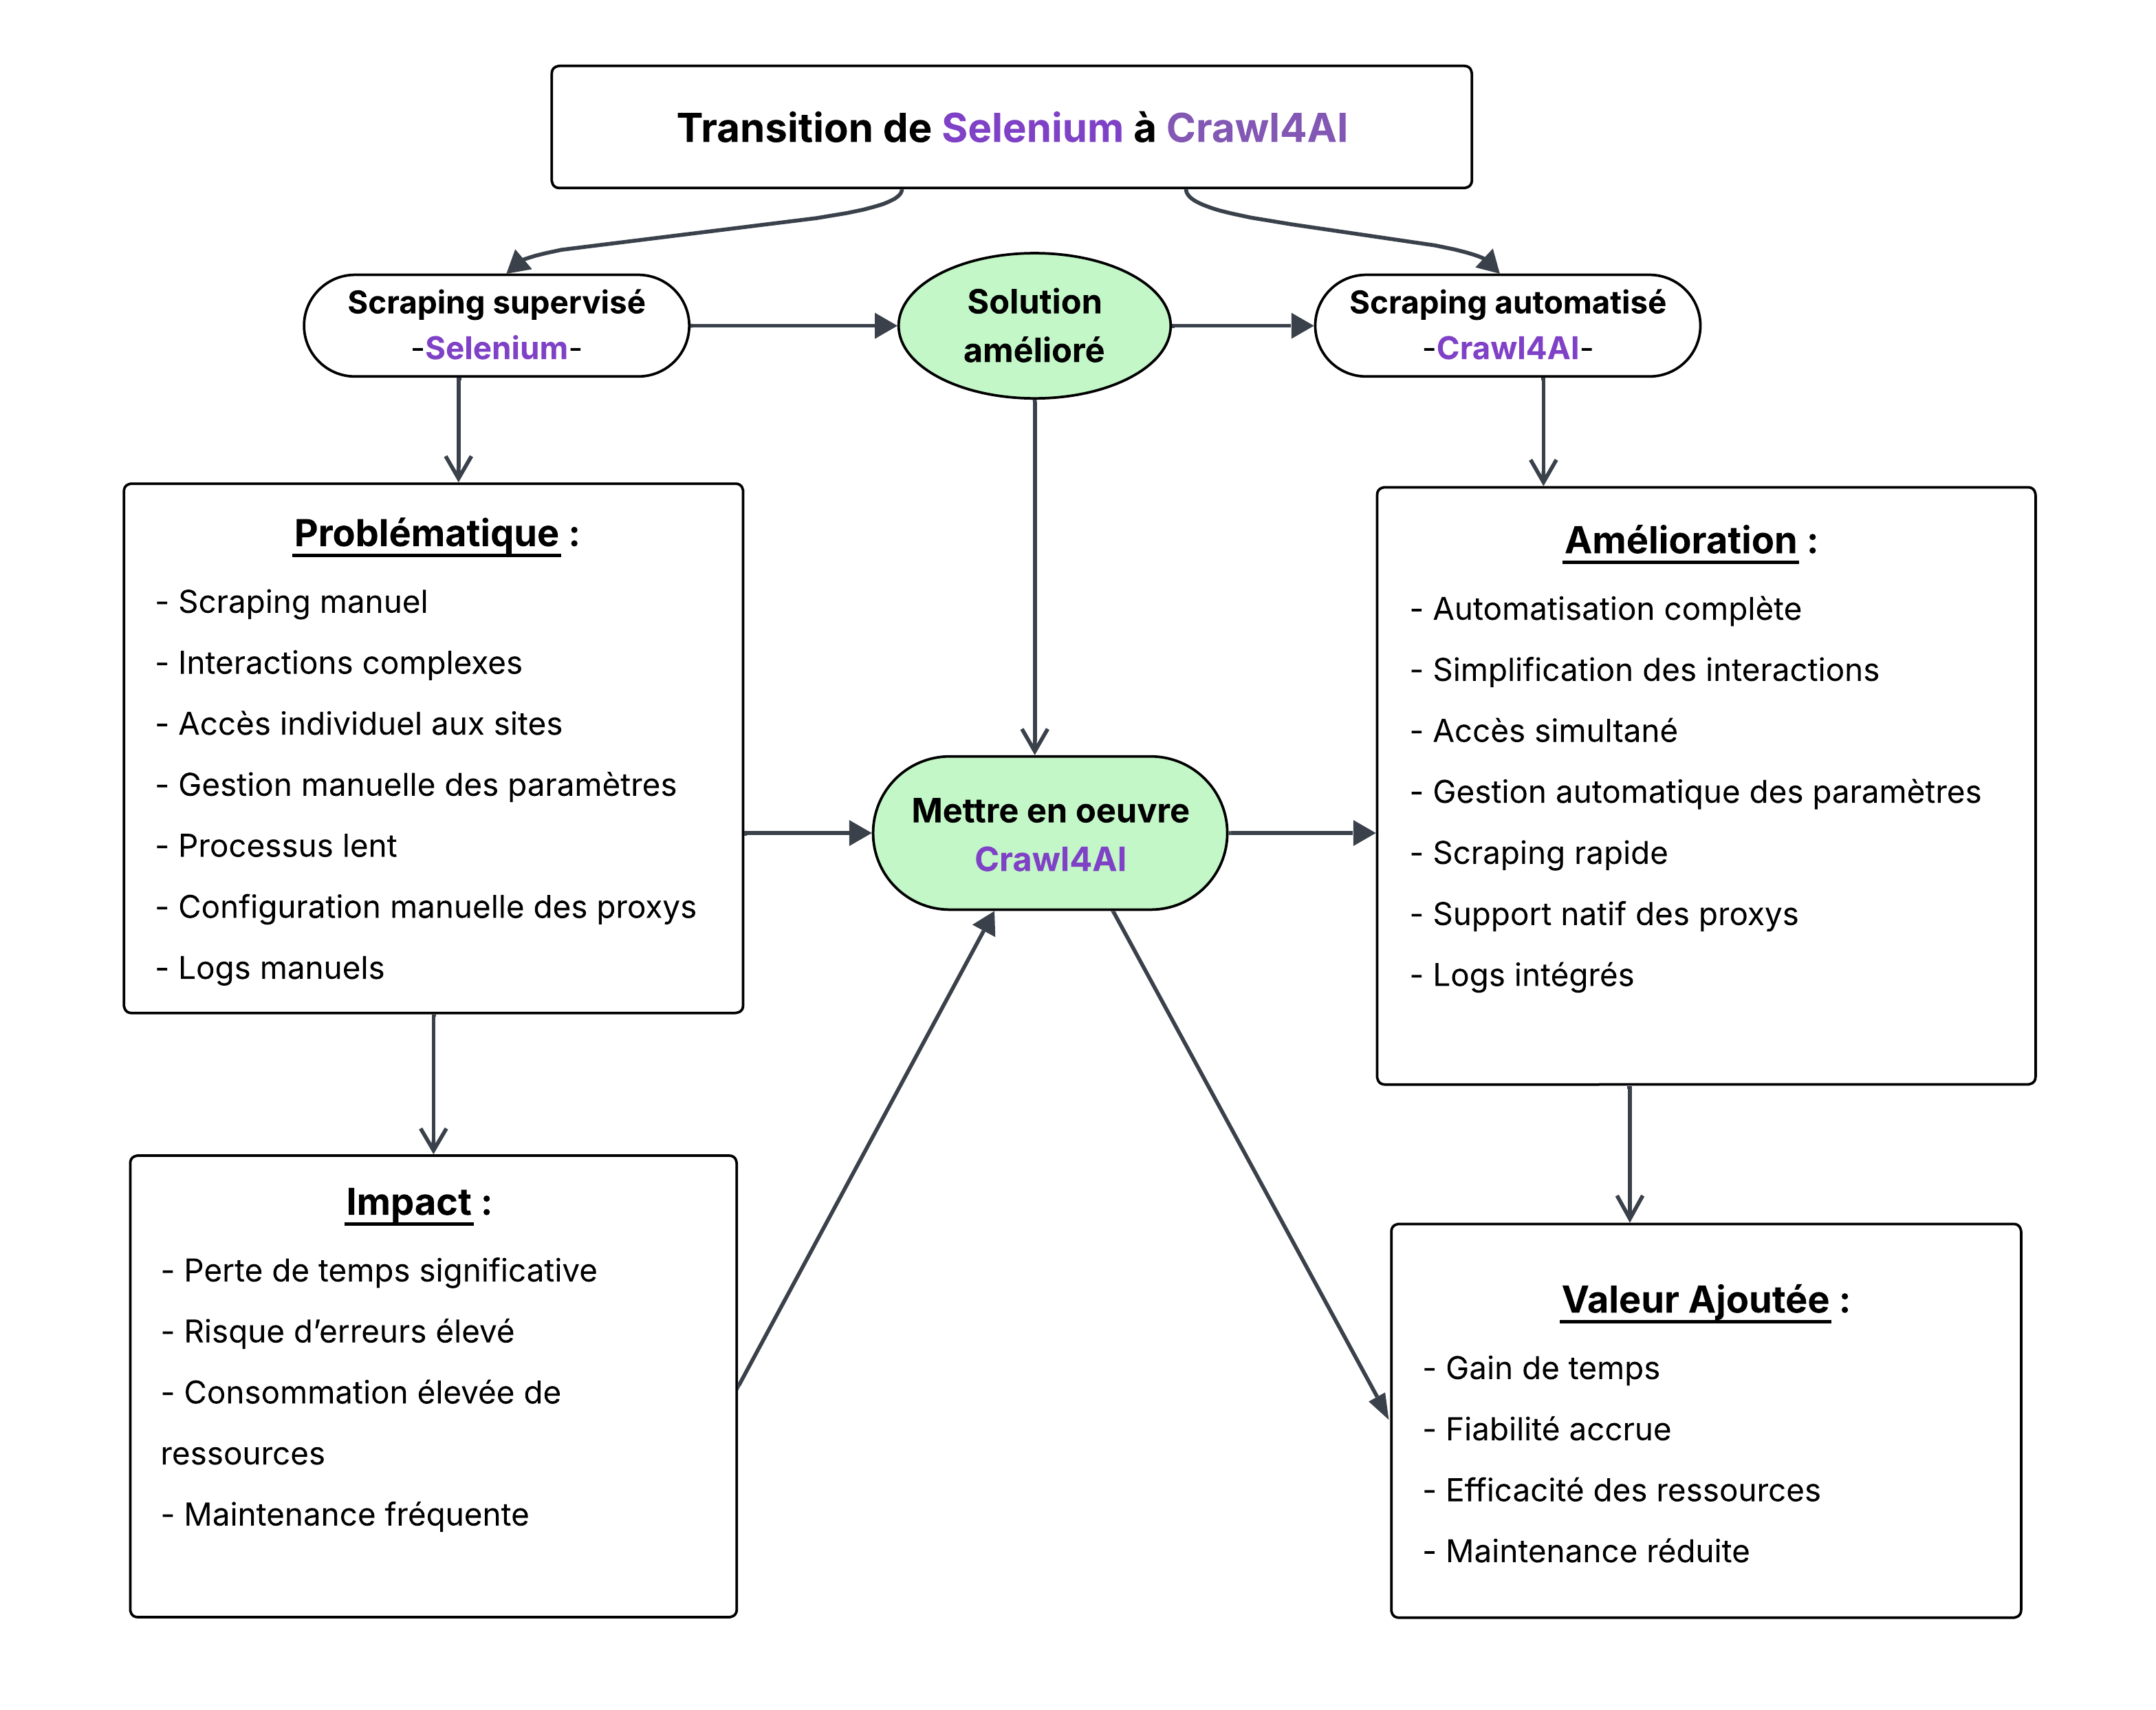 Transition de Selenium à Crawl4AI
Scraping supervisé
-Selenium-
Solution
amélioré
Scraping automatisé
-Crawl4AI-
Problématique :
- Scraping manuel
- Interactions complexes
- Accès individuel aux sites
- Gestion manuelle des paramètres
- Processus lent
- Configuration manuelle des proxys
- Logs manuels
Mettre en oeuvre
Crawl4AI
Amélioration :
- Automatisation complète
- Simplification des interactions
- Accès simultané
- Gestion automatique des paramètres
- Scraping rapide
- Support natif des proxys
- Logs intégrés
Impact :
- Perte de temps significative
- Risque d’erreurs élevé
- Consommation élevée de
ressources
- Maintenance fréquente
Valeur Ajoutée :
- Gain de temps
- Fiabilité accrue
- Efficacité des ressources
- Maintenance réduite